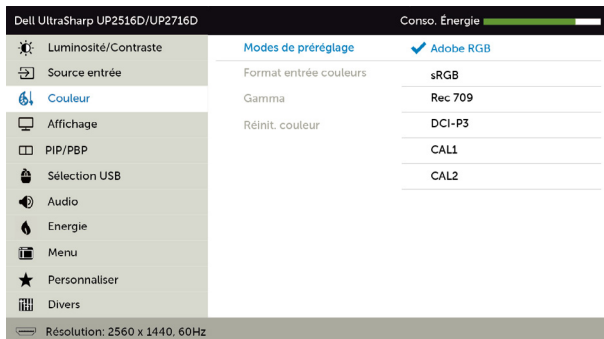 Dell UltraSharp UP2516D/UP2716D Conso. Énergie
Luminosité/Contraste Modes de préréglage Adobe RGB
Source entrée Format entrée couleurs sRGB
Couleur Gamma Rec 709
Affichage Réinit. couleur DCI-P3
PIP/PBP CAL1
Sélection USB CAL2
Audio
Energie
Menu
Personnaliser
Divers
Résolution: 2560 x 1440, 60Hz